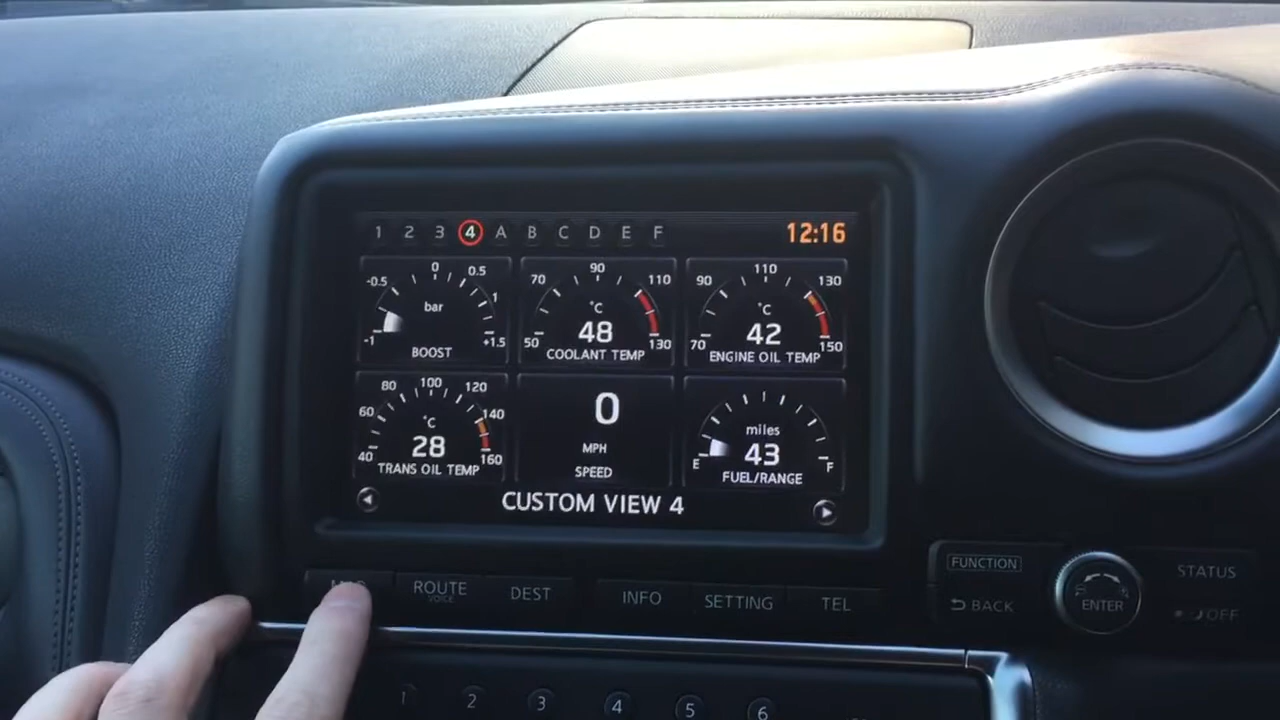 1 2 3 4 A B C D E F 12:16
-1 -0.5 0 0.5 1 +1.5
bar
BOOST
50 70 90 110 130
°C
48
COOLANT TEMP
70 90 110 130 150
°C
42
ENGINE OIL TEMP
40 60 80 100 120 140 160
°C
28
TRANS OIL TEMP
0
MPH
SPEED
E F
miles
43
FUEL/RANGE
CUSTOM VIEW 4
ROUTE
VOICE
DEST
INFO
SETTING
TEL
FUNCTION
BACK
ENTER
STATUS
OFF
1 2 3 4 5 6